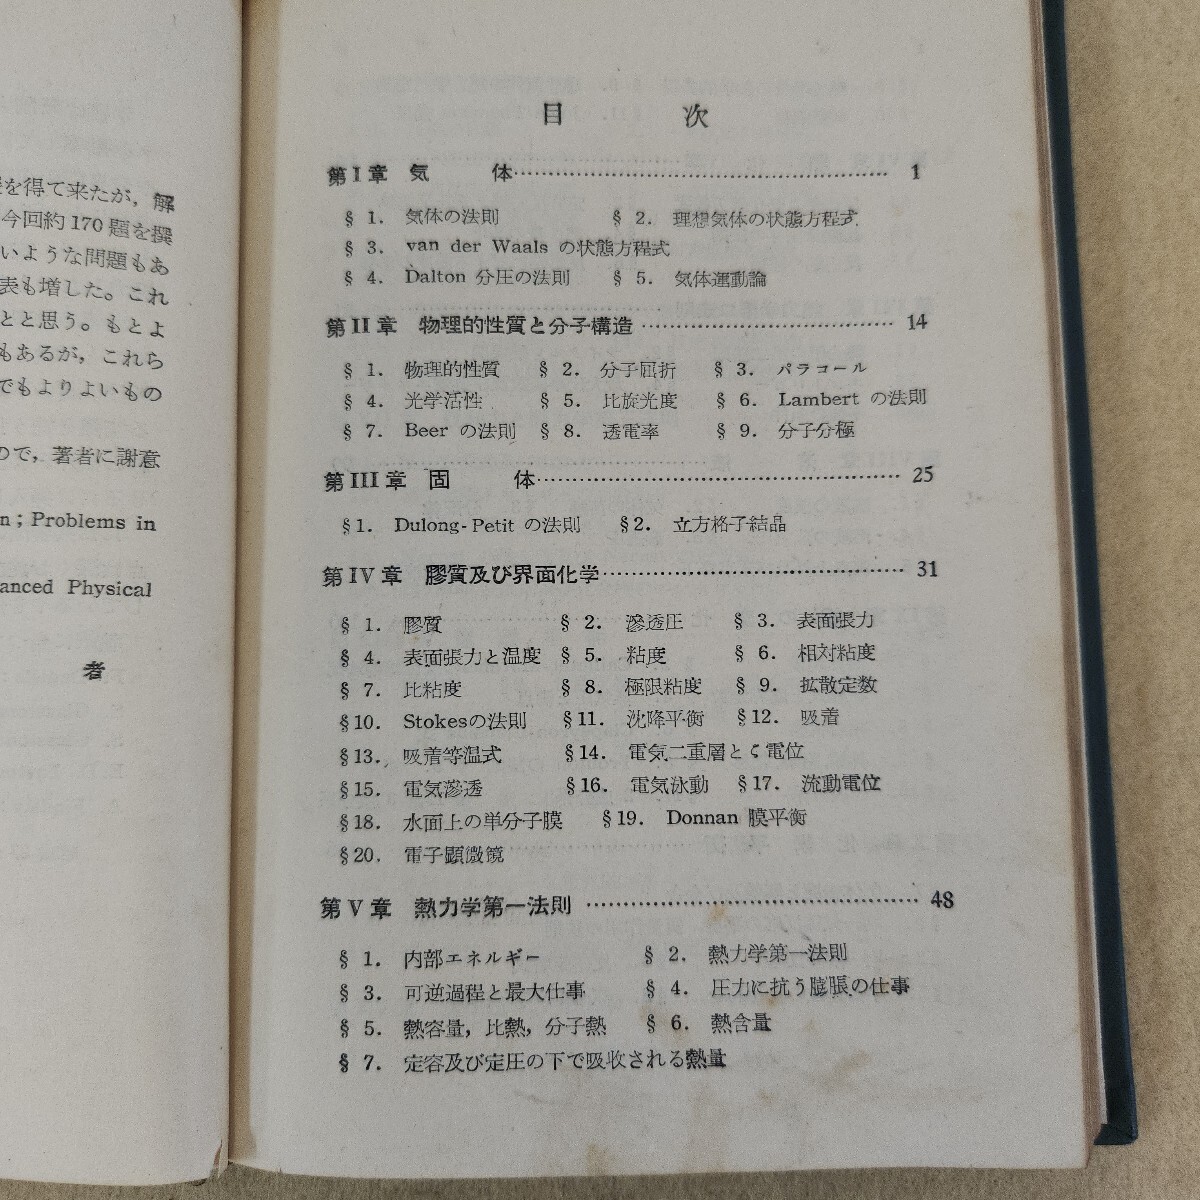 を得て来たが，解
今回約170題を撰
いような問題もあ
表も増した。これ
とと思う。もとよ
もあるが，これら
でもよりよいもの
ので，著者に謝意
n ; Problems in
anced Physical
者
目 次
第 I 章 気 体 1
§ 1. 気体の法則 § 2. 理想気体の状態方程式
§ 3. van der Waals の状態方程式
§ 4. Dalton 分圧の法則 § 5. 気体運動論
第 II 章 物理的性質と分子構造 14
§ 1. 物理的性質 § 2. 分子屈折 § 3. パラコール
§ 4. 光学活性 § 5. 比旋光度 § 6. Lambert の法則
§ 7. Beer の法則 § 8. 透電率 § 9. 分子分極
第 III 章 固 体 25
§1. Dulong-Petit の法則 §2. 立方格子結晶
第 IV 章 膠質及び界面化学 31
§ 1. 膠質 § 2. 滲透圧 § 3. 表面張力
§ 4. 表面張力と温度 § 5. 粘度 § 6. 相対粘度
§ 7. 比粘度 § 8. 極限粘度 § 9. 拡散定数
§10. Stokesの法則 §11. 沈降平衡 §12. 吸着
§13. 吸着等温式 §14. 電気二重層と ζ 電位
§15. 電気滲透 §16. 電気泳動 §17. 流動電位
§18. 水面上の単分子膜 §19. Donnan 膜平衡
§20. 電子顕微鏡
第 V 章 熱力学第一法則 48
§ 1. 内部エネルギー § 2. 熱力学第一法則
§ 3. 可逆過程と最大仕事 § 4. 圧力に抗う膨脹の仕事
§ 5. 熱容量，比熱，分子熱 § 6. 熱含量
§ 7. 定容及び定圧の下で吸収される熱量